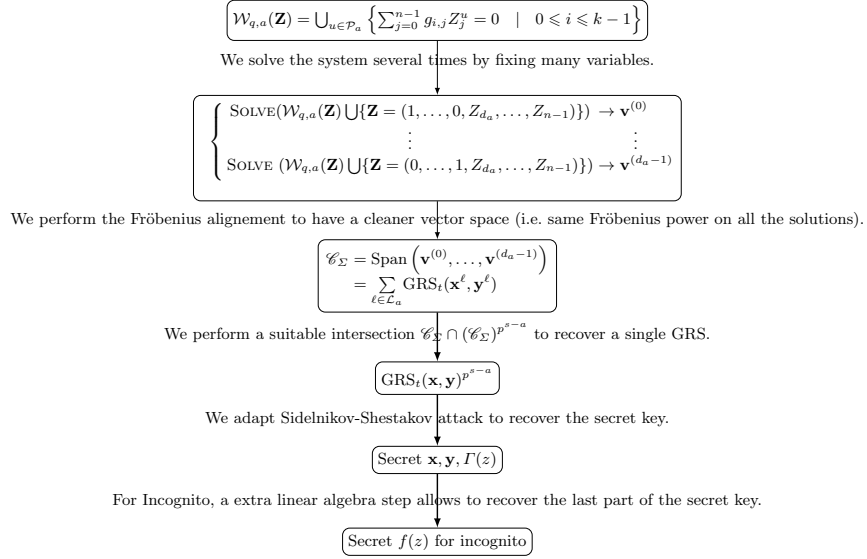 𝒲_{q,a}(𝐙) = ⋃_{u∈𝒫_a} { ∑_{j=0}^{n−1} g_{i,j} Z_j^u = 0 | 0 ⩽ i ⩽ k − 1 }
We solve the system several times by fixing many variables.
SOLVE(𝒲_{q,a}(𝐙) ⋃{𝐙 = (1, . . . , 0, Z_{d_a}, . . . , Z_{n−1})}) → 𝐯^{(0)}
⋮ ⋮
SOLVE (𝒲_{q,a}(𝐙) ⋃{𝐙 = (0, . . . , 1, Z_{d_a}, . . . , Z_{n−1})}) → 𝐯^{(d_a−1)}
We perform the Fröbenius alignement to have a cleaner vector space (i.e. same Fröbenius power on all the solutions).
𝒞_Σ = Span (𝐯^{(0)}, . . . , 𝐯^{(d_a−1)})
= ∑_{ℓ∈ℒ_a} GRS_t(𝐱^ℓ, 𝐲^ℓ)
We perform a suitable intersection 𝒞_Σ ∩ (𝒞_Σ)^{p^{s−a}} to recover a single GRS.
GRS_t(𝐱, 𝐲)^{p^{s−a}}
We adapt Sidelnikov-Shestakov attack to recover the secret key.
Secret 𝐱, 𝐲, Γ(z)
For Incognito, a extra linear algebra step allows to recover the last part of the secret key.
Secret f(z) for incognito